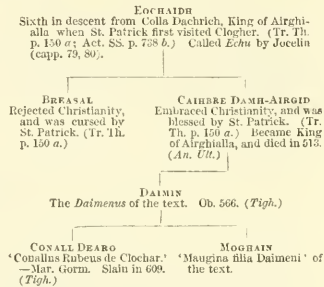 EOCHAIDH
Sixth in descent from Colla Dachrich, King of Airghi-
alla when St. Patrick first visited Clogher. (Tr. Th.
p. 150 a; Act. SS. p. 738 b.) Called Echu by Jocelin
(capp. 79, 80).
BREASAL
Rejected Christianity,
and was cursed by
St. Patrick. (Tr. Th.
p. 150 a.)
CAIRBRE DAMH-AIRGID
Embraced Christianity, and was
blessed by St. Patrick. (Tr.
Th. p. 150 a.) Became King
of Airghialla, and died in 513.
(An. Ult.)
DAIMIN
The Daimenus of the text. Ob. 566. (Tigh.)
CONALL DEARG
‘Conallus Rubeus de Clochar.’
—Mar. Gorm. Slain in 609.
(Tigh.)
MOGHAIN
‘Maugina filia Daimeni’ of
the text.